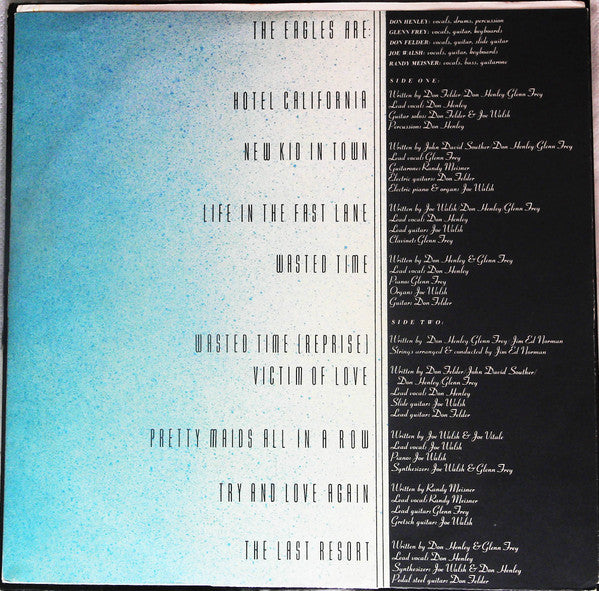 THE EAGLES ARE:
DON HENLEY: vocals, drums, percussion
GLENN FREY: vocals, guitar, keyboards
DON FELDER: vocals, guitar, slide guitar
JOE WALSH: vocals, guitar, keyboards
RANDY MEISNER: vocals, bass, guitarone
SIDE ONE:
HOTEL CALIFORNIA
Written by Don Felder/Don Henley/Glenn Frey
Lead vocal: Don Henley
Guitar solos: Don Felder & Joe Walsh
Percussion: Don Henley
NEW KID IN TOWN
Written by John David Souther/Don Henley/Glenn Frey
Lead vocal: Glenn Frey
Guitarone: Randy Meisner
Electric guitars: Don Felder
Electric piano & organ: Joe Walsh
LIFE IN THE FAST LANE
Written by Joe Walsh/Don Henley/Glenn Frey
Lead vocal: Don Henley
Lead guitar: Joe Walsh
Clavinet: Glenn Frey
WASTED TIME
Written by Don Henley & Glenn Frey
Lead vocal: Don Henley
Piano: Glenn Frey
Organ: Joe Walsh
Guitar: Don Felder
SIDE TWO:
WASTED TIME (REPRISE)
Written by Don Henley/Glenn Frey/Jim Ed Norman
Strings arranged & conducted by Jim Ed Norman
VICTIM OF LOVE
Written by Don Felder/John David Souther/
Don Henley/Glenn Frey
Lead vocal: Don Henley
Slide guitar: Joe Walsh
Lead guitar: Don Felder
PRETTY MAIDS ALL IN A ROW
Written by Joe Walsh & Joe Vitale
Lead vocal: Joe Walsh
Piano: Joe Walsh
Synthesizer: Joe Walsh & Glenn Frey
TRY AND LOVE AGAIN
Written by Randy Meisner
Lead vocal: Randy Meisner
Lead guitar: Glenn Frey
Gretsch guitar: Joe Walsh
THE LAST RESORT
Written by Don Henley & Glenn Frey
Lead vocal: Don Henley
Synthesizer: Joe Walsh & Don Henley
Pedal steel guitar: Don Felder